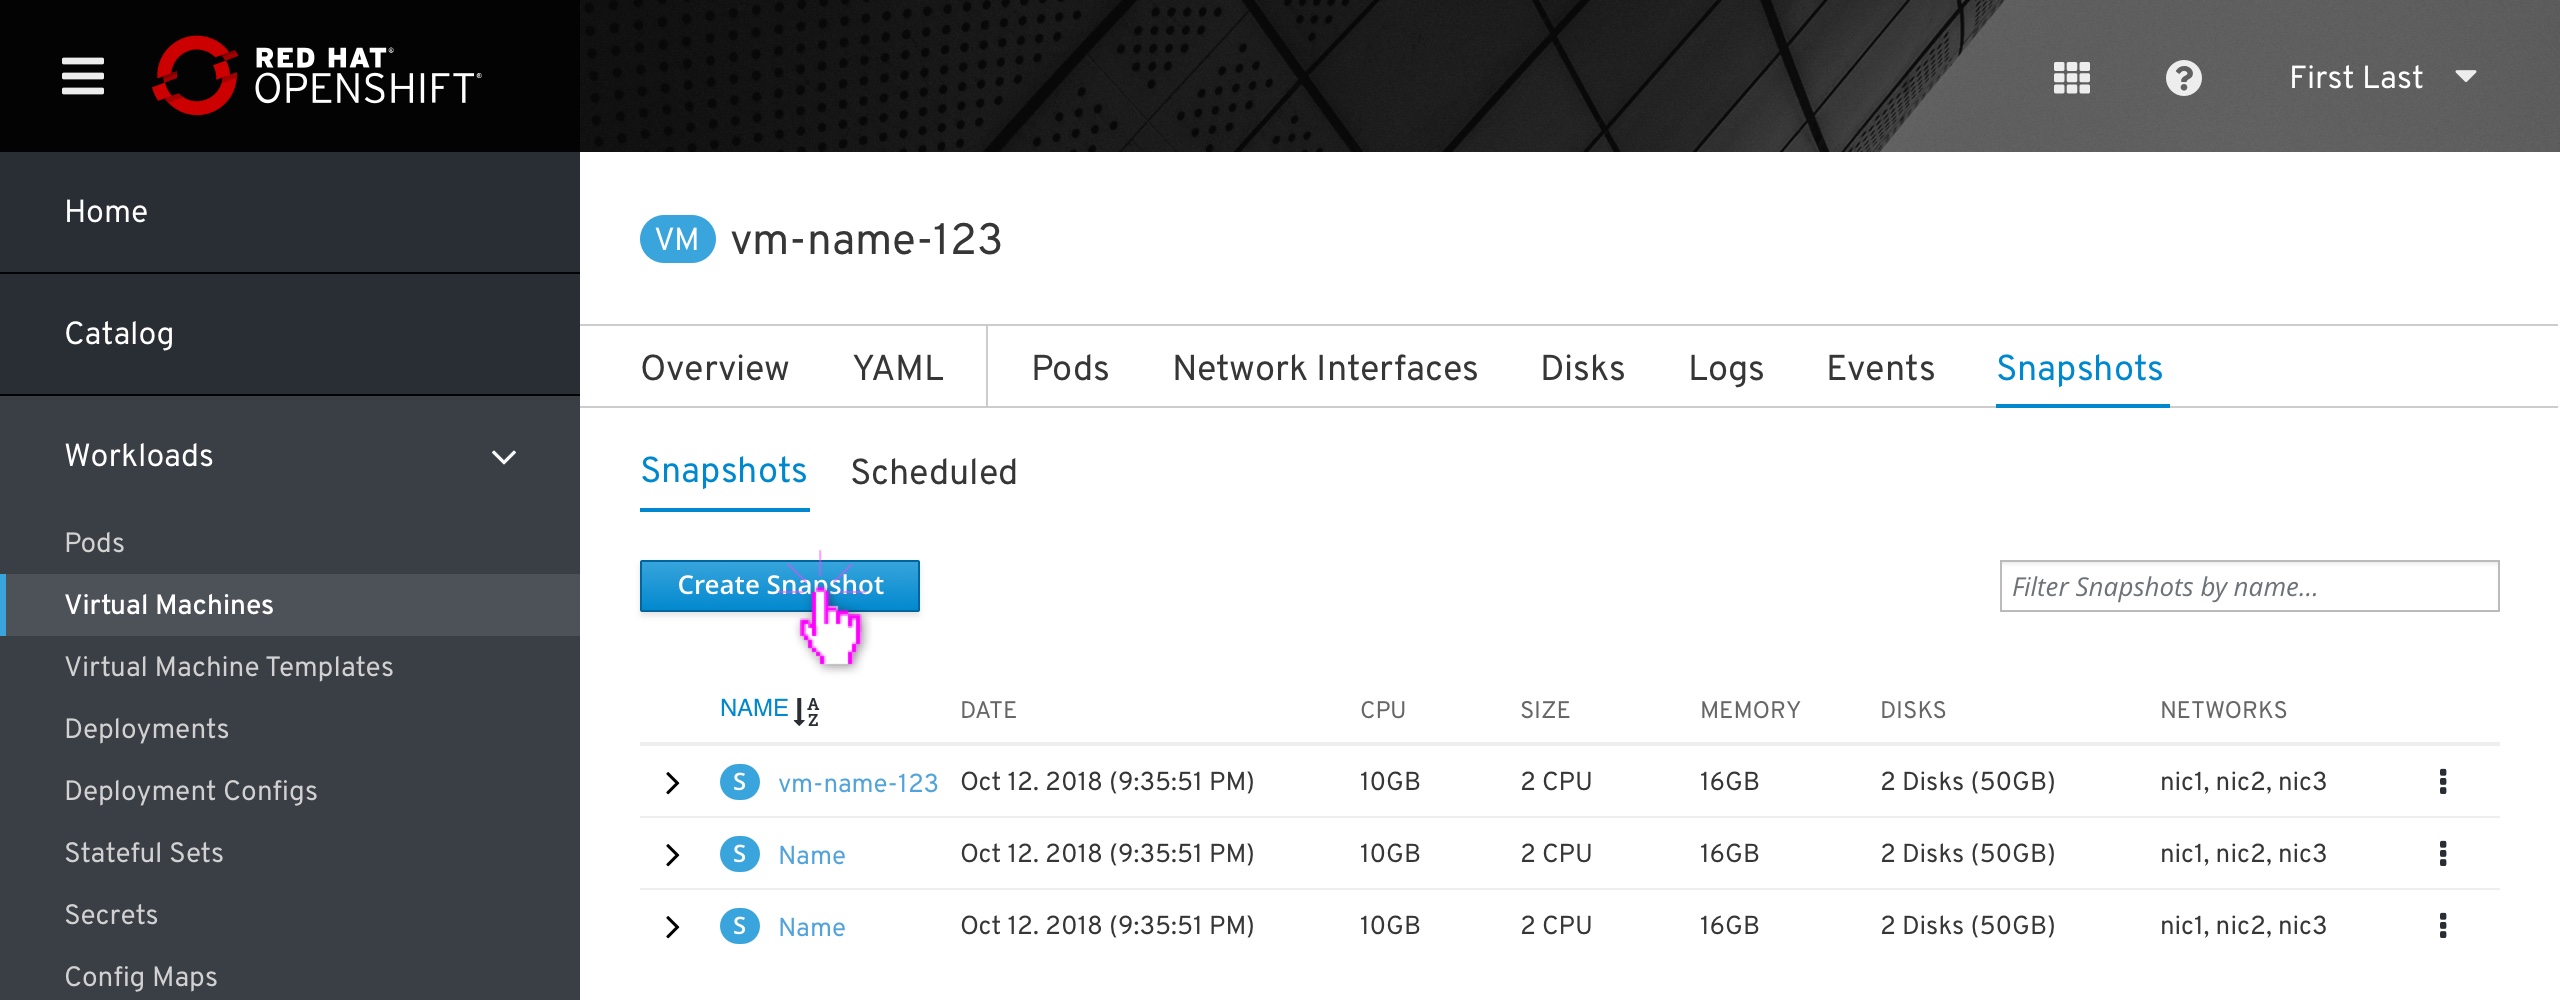 RED HAT®
OPENSHIFT®
First Last
Home
Catalog
Workloads
Pods
Virtual Machines
Virtual Machine Templates
Deployments
Deployment Configs
Stateful Sets
Secrets
Config Maps
VM vm-name-123
Overview YAML Pods Network Interfaces Disks Logs Events Snapshots
Snapshots Scheduled
Create Snapshot
Filter Snapshots by name...
NAME AZ DATE CPU SIZE MEMORY DISKS NETWORKS
S vm-name-123 Oct 12. 2018 (9:35:51 PM) 10GB 2 CPU 16GB 2 Disks (50GB) nic1, nic2, nic3
S Name Oct 12. 2018 (9:35:51 PM) 10GB 2 CPU 16GB 2 Disks (50GB) nic1, nic2, nic3
S Name Oct 12. 2018 (9:35:51 PM) 10GB 2 CPU 16GB 2 Disks (50GB) nic1, nic2, nic3